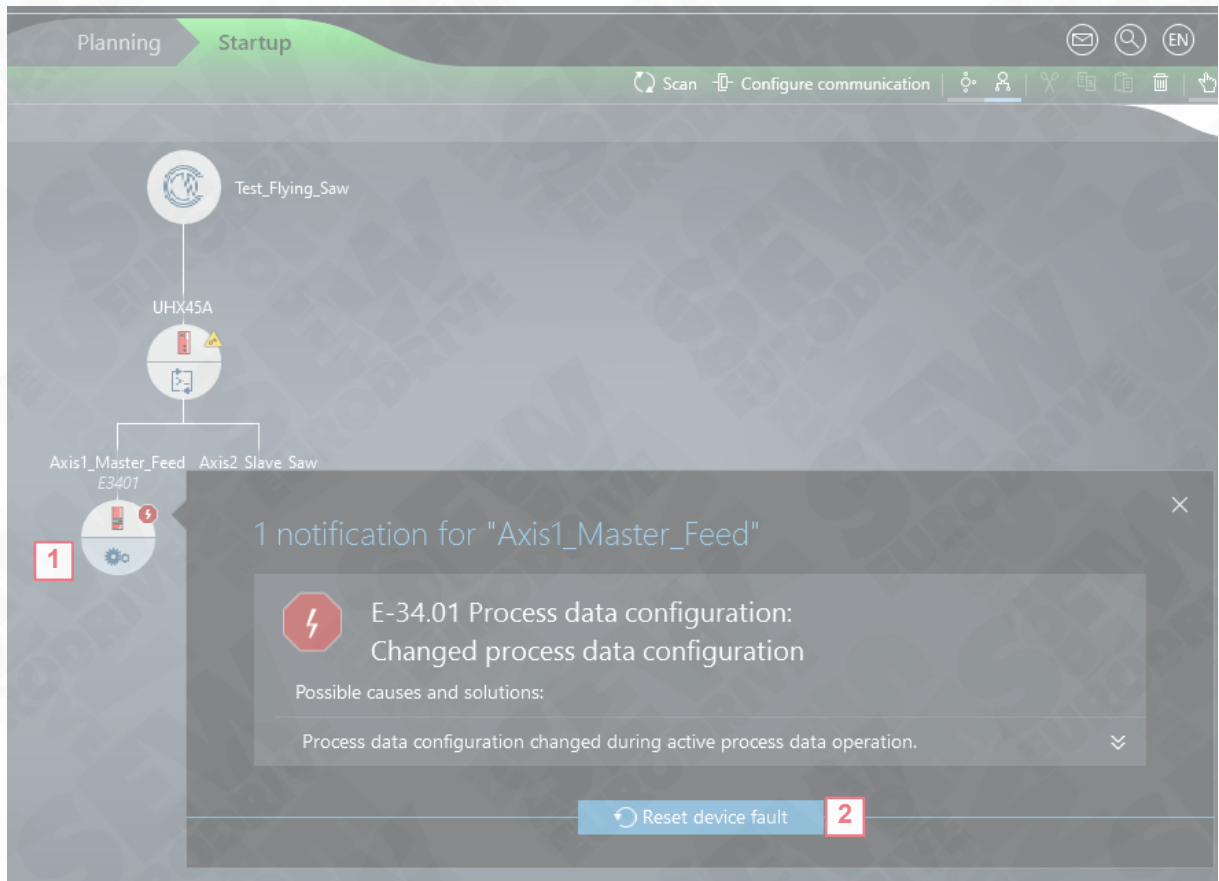 Planning
Startup
EN
Scan
Configure communication
Test_Flying_Saw
UHX45A
Axis1_Master_Feed
Axis2_Slave_Saw
E3401
1
1 notification for "Axis1_Master_Feed"
E-34.01 Process data configuration:
Changed process data configuration
Possible causes and solutions:
Process data configuration changed during active process data operation.
Reset device fault
2
SEW
EURODRIVE